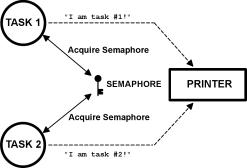 TASK 1
"I am task #1!"
Acquire Semaphore
SEMAPHORE
PRINTER
Acquire Semaphore
TASK 2
"I am task #2!"